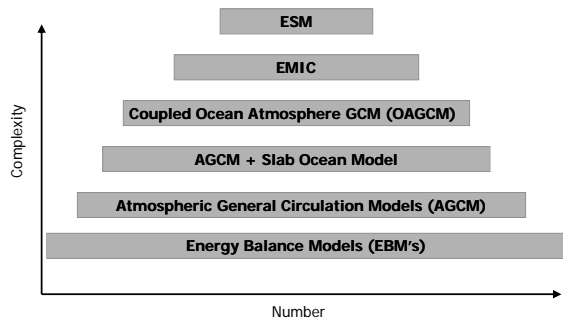 ESM
EMIC
Coupled Ocean Atmosphere GCM (OAGCM)
AGCM + Slab Ocean Model
Atmospheric General Circulation Models (AGCM)
Energy Balance Models (EBM's)
Complexity
Number